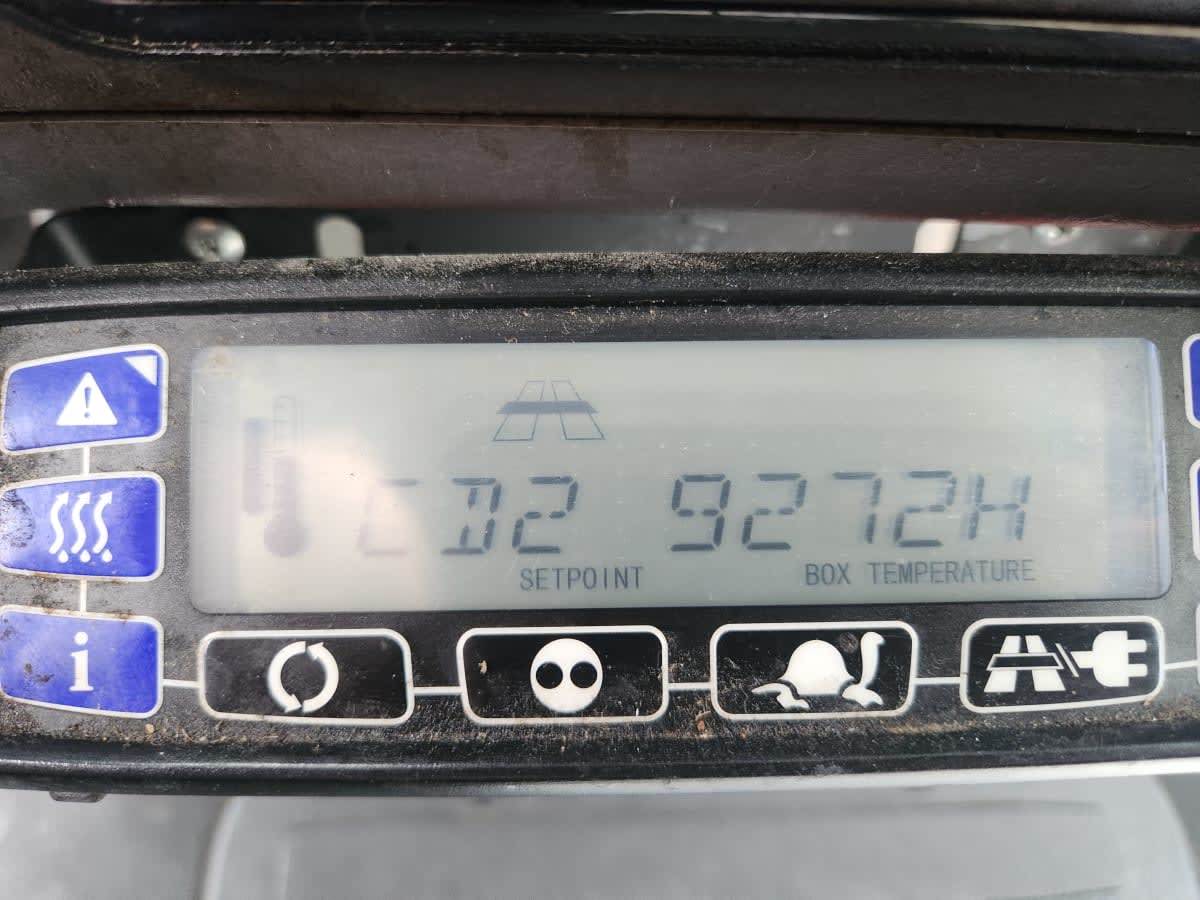 CD2 9272H
SETPOINT BOX TEMPERATURE
i